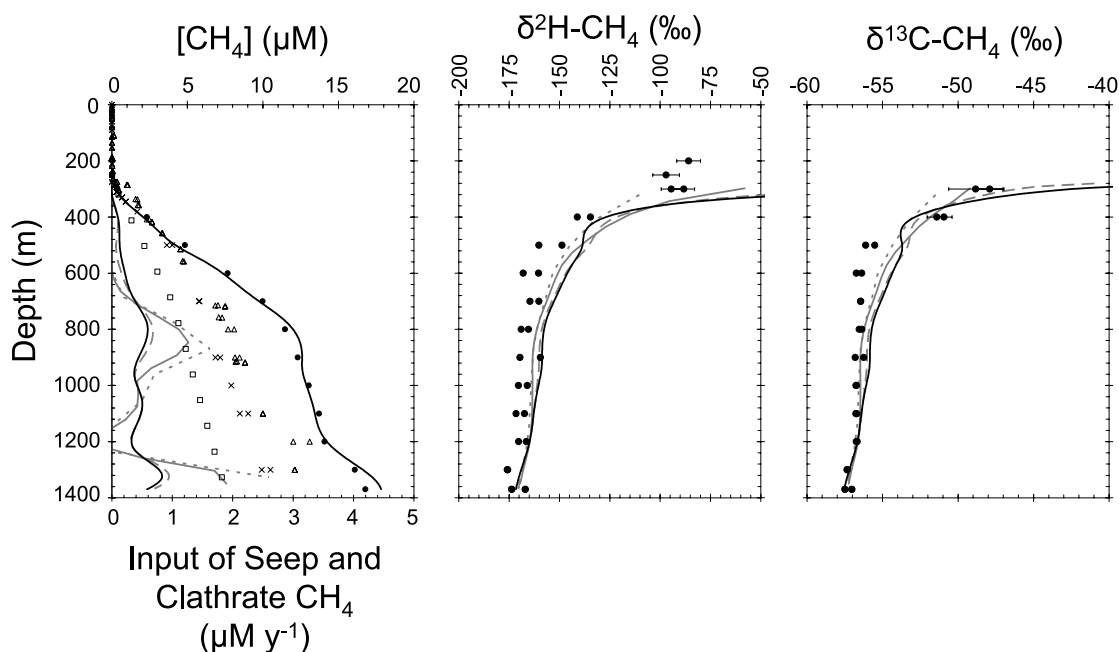 [CH₄] (µM)
δ²H-CH₄ (‰)
δ¹³C-CH₄ (‰)
0 5 10 15 20
-200 -175 -150 -125 -100 -75 -50
-60 -55 -50 -45 -40
0
200
400
600
800
1000
1200
1400
Depth (m)
0 1 2 3 4 5
Input of Seep and
Clathrate CH₄
(µM y⁻¹)